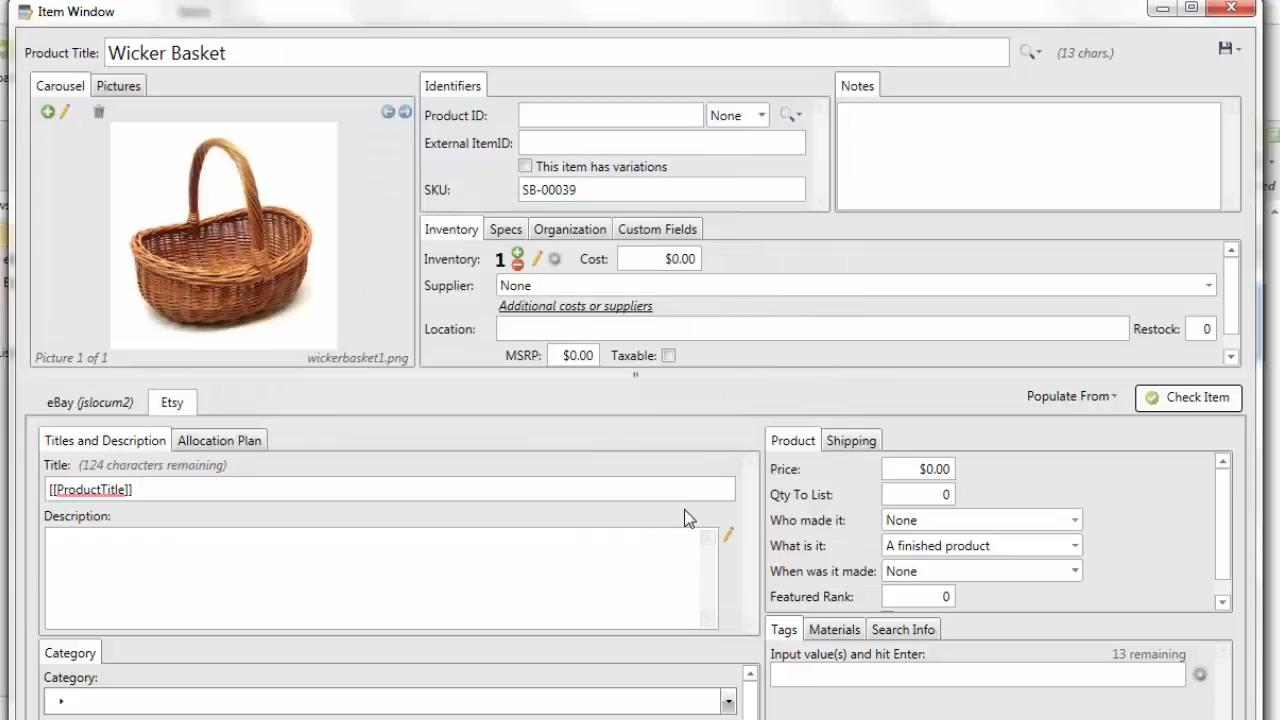 Item Window
Product Title: Wicker Basket (13 chars.)
Carousel Pictures
Picture 1 of 1 wickerbasket1.png
Identifiers
Product ID: None
External ItemID:
This item has variations
SKU: SB-00039
Notes
Inventory Specs Organization Custom Fields
Inventory: 1 Cost: $0.00
Supplier: None
Additional costs or suppliers
Location: Restock: 0
MSRP: $0.00 Taxable:
eBay (jslocum2) Etsy Populate From Check Item
Titles and Description Allocation Plan
Title: (124 characters remaining)
[[ProductTitle]]
Description:
Category
Category:
Product Shipping
Price: $0.00
Qty To List: 0
Who made it: None
What is it: A finished product
When was it made: None
Featured Rank: 0
Tags Materials Search Info
Input value(s) and hit Enter: 13 remaining